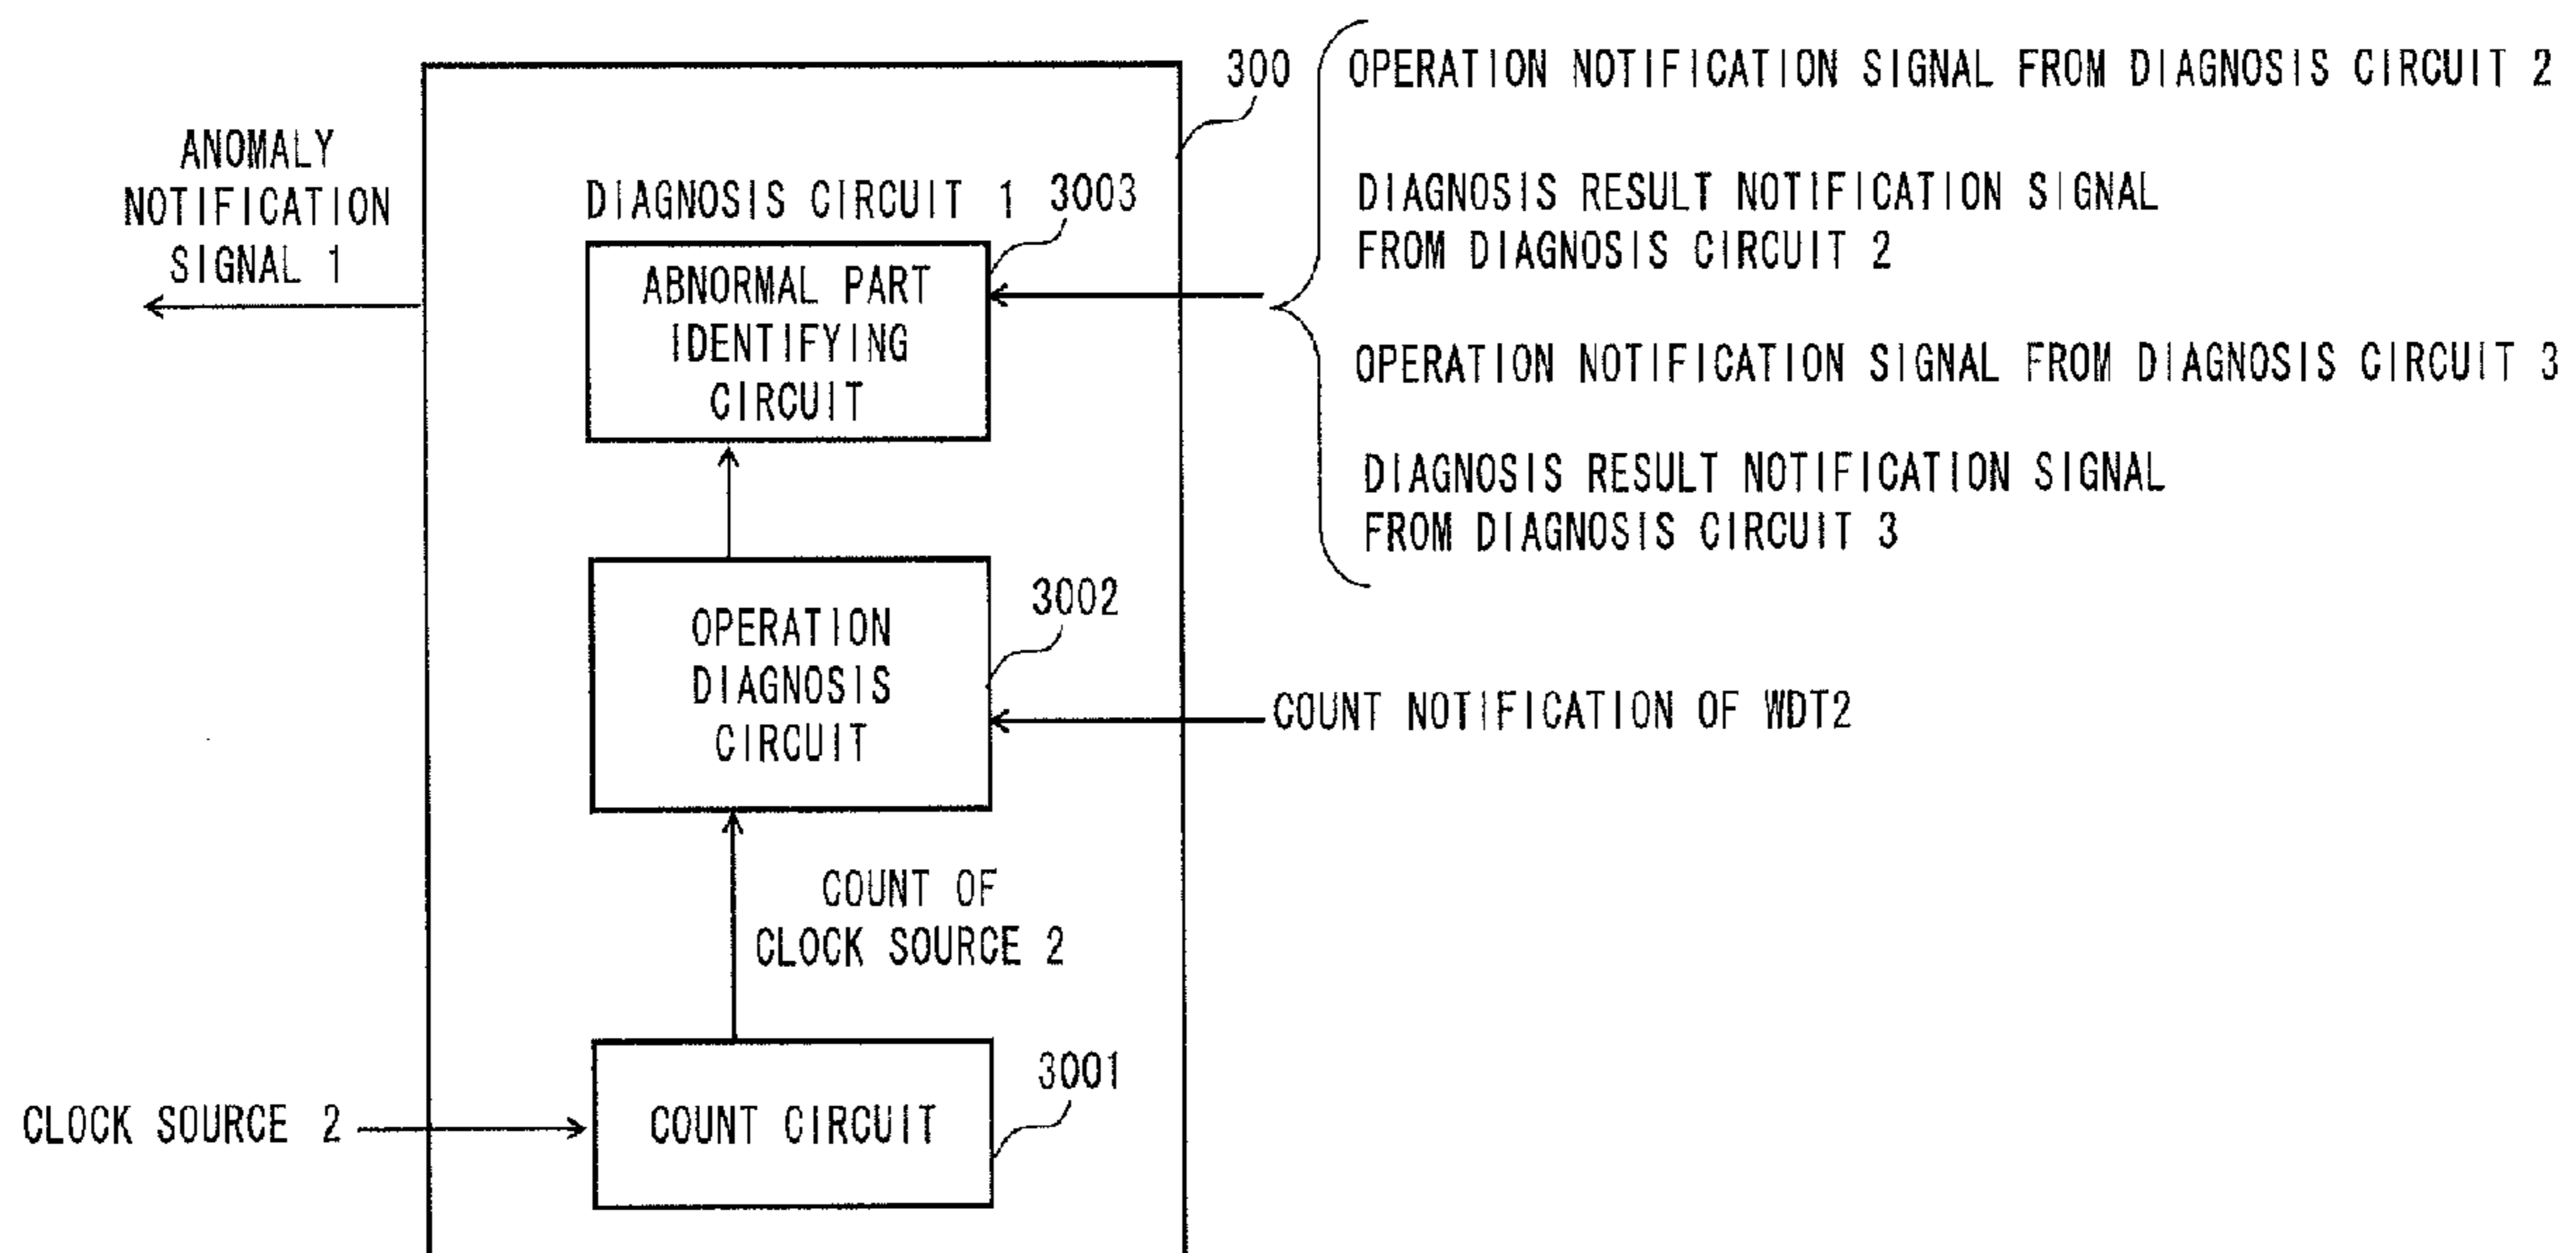 300
OPERATION NOTIFICATION SIGNAL FROM DIAGNOSIS CIRCUIT 2
ANOMALY
NOTIFICATION
SIGNAL 1
DIAGNOSIS CIRCUIT 1
3003
DIAGNOSIS RESULT NOTIFICATION SIGNAL
FROM DIAGNOSIS CIRCUIT 2
ABNORMAL PART
IDENTIFYING
CIRCUIT
OPERATION NOTIFICATION SIGNAL FROM DIAGNOSIS CIRCUIT 3
DIAGNOSIS RESULT NOTIFICATION SIGNAL
FROM DIAGNOSIS CIRCUIT 3
3002
OPERATION
DIAGNOSIS
CIRCUIT
COUNT NOTIFICATION OF WDT2
COUNT OF
CLOCK SOURCE 2
3001
CLOCK SOURCE 2
COUNT CIRCUIT